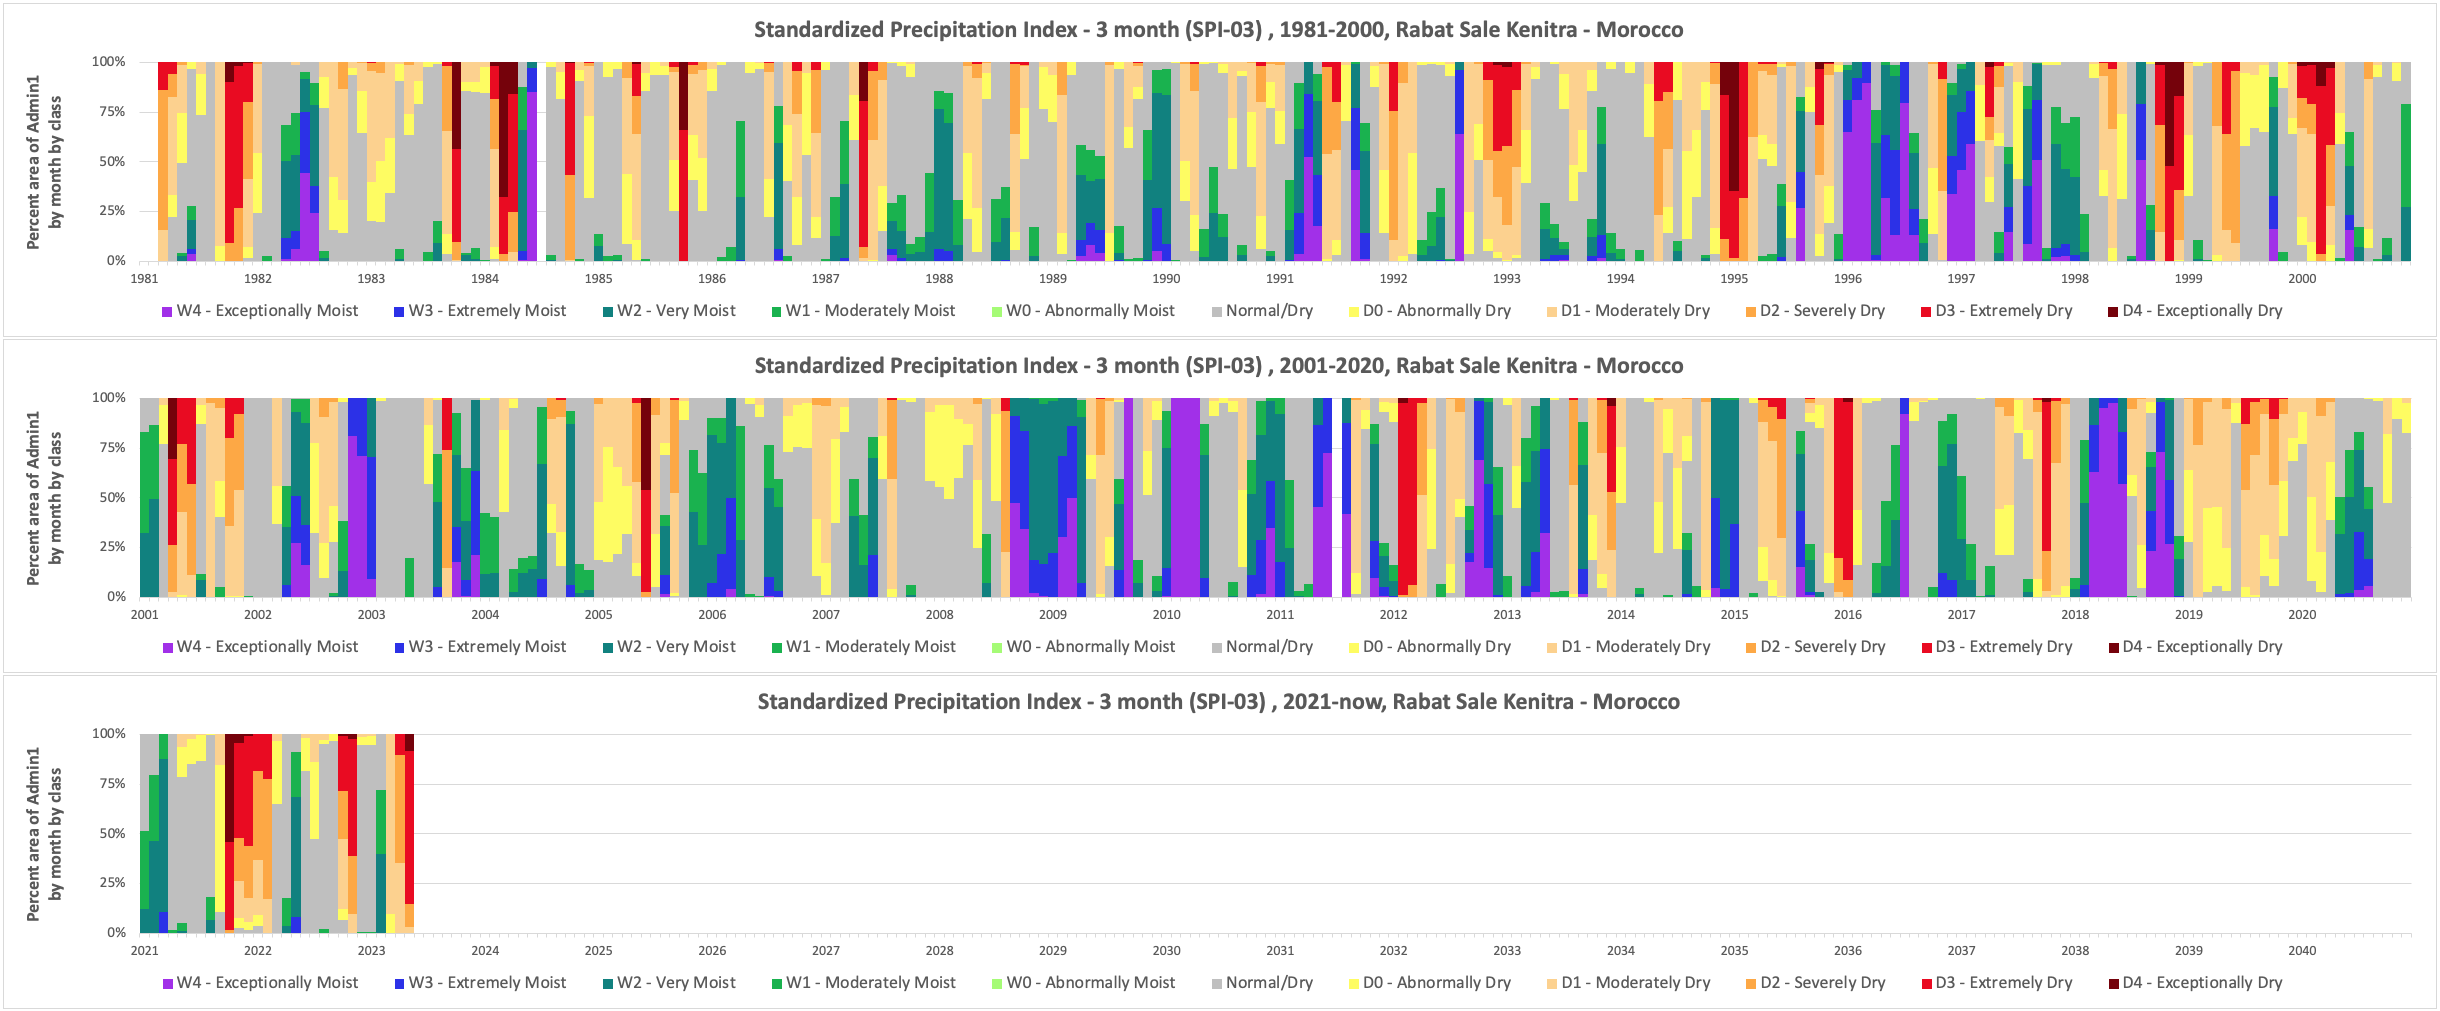 Standardized Precipitation Index - 3 month (SPI-03) , 1981-2000, Rabat Sale Kenitra - Morocco
Percent area of Admin1
by month by class
100%
75%
50%
25%
0%
1981 1982 1983 1984 1985 1986 1987 1988 1989 1990 1991 1992 1993 1994 1995 1996 1997 1998 1999 2000
W4 - Exceptionally Moist W3 - Extremely Moist W2 - Very Moist W1 - Moderately Moist W0 - Abnormally Moist Normal/Dry D0 - Abnormally Dry D1 - Moderately Dry D2 - Severely Dry D3 - Extremely Dry D4 - Exceptionally Dry
Standardized Precipitation Index - 3 month (SPI-03) , 2001-2020, Rabat Sale Kenitra - Morocco
Percent area of Admin1
by month by class
100%
75%
50%
25%
0%
2001 2002 2003 2004 2005 2006 2007 2008 2009 2010 2011 2012 2013 2014 2015 2016 2017 2018 2019 2020
W4 - Exceptionally Moist W3 - Extremely Moist W2 - Very Moist W1 - Moderately Moist W0 - Abnormally Moist Normal/Dry D0 - Abnormally Dry D1 - Moderately Dry D2 - Severely Dry D3 - Extremely Dry D4 - Exceptionally Dry
Standardized Precipitation Index - 3 month (SPI-03) , 2021-now, Rabat Sale Kenitra - Morocco
Percent area of Admin1
by month by class
100%
75%
50%
25%
0%
2021 2022 2023 2024 2025 2026 2027 2028 2029 2030 2031 2032 2033 2034 2035 2036 2037 2038 2039 2040
W4 - Exceptionally Moist W3 - Extremely Moist W2 - Very Moist W1 - Moderately Moist W0 - Abnormally Moist Normal/Dry D0 - Abnormally Dry D1 - Moderately Dry D2 - Severely Dry D3 - Extremely Dry D4 - Exceptionally Dry